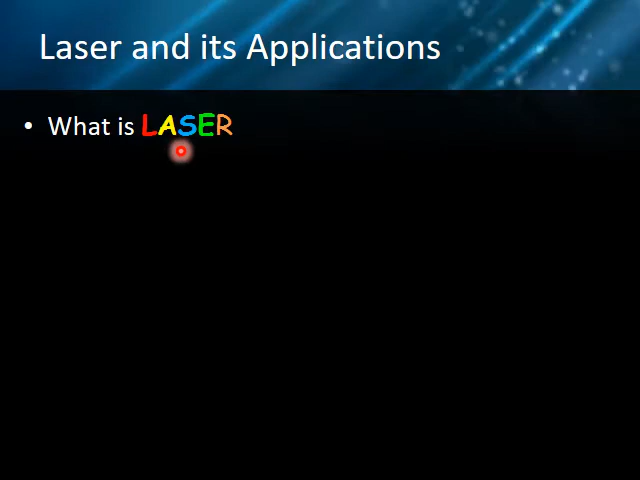 Laser and its Applications
• What is LASER